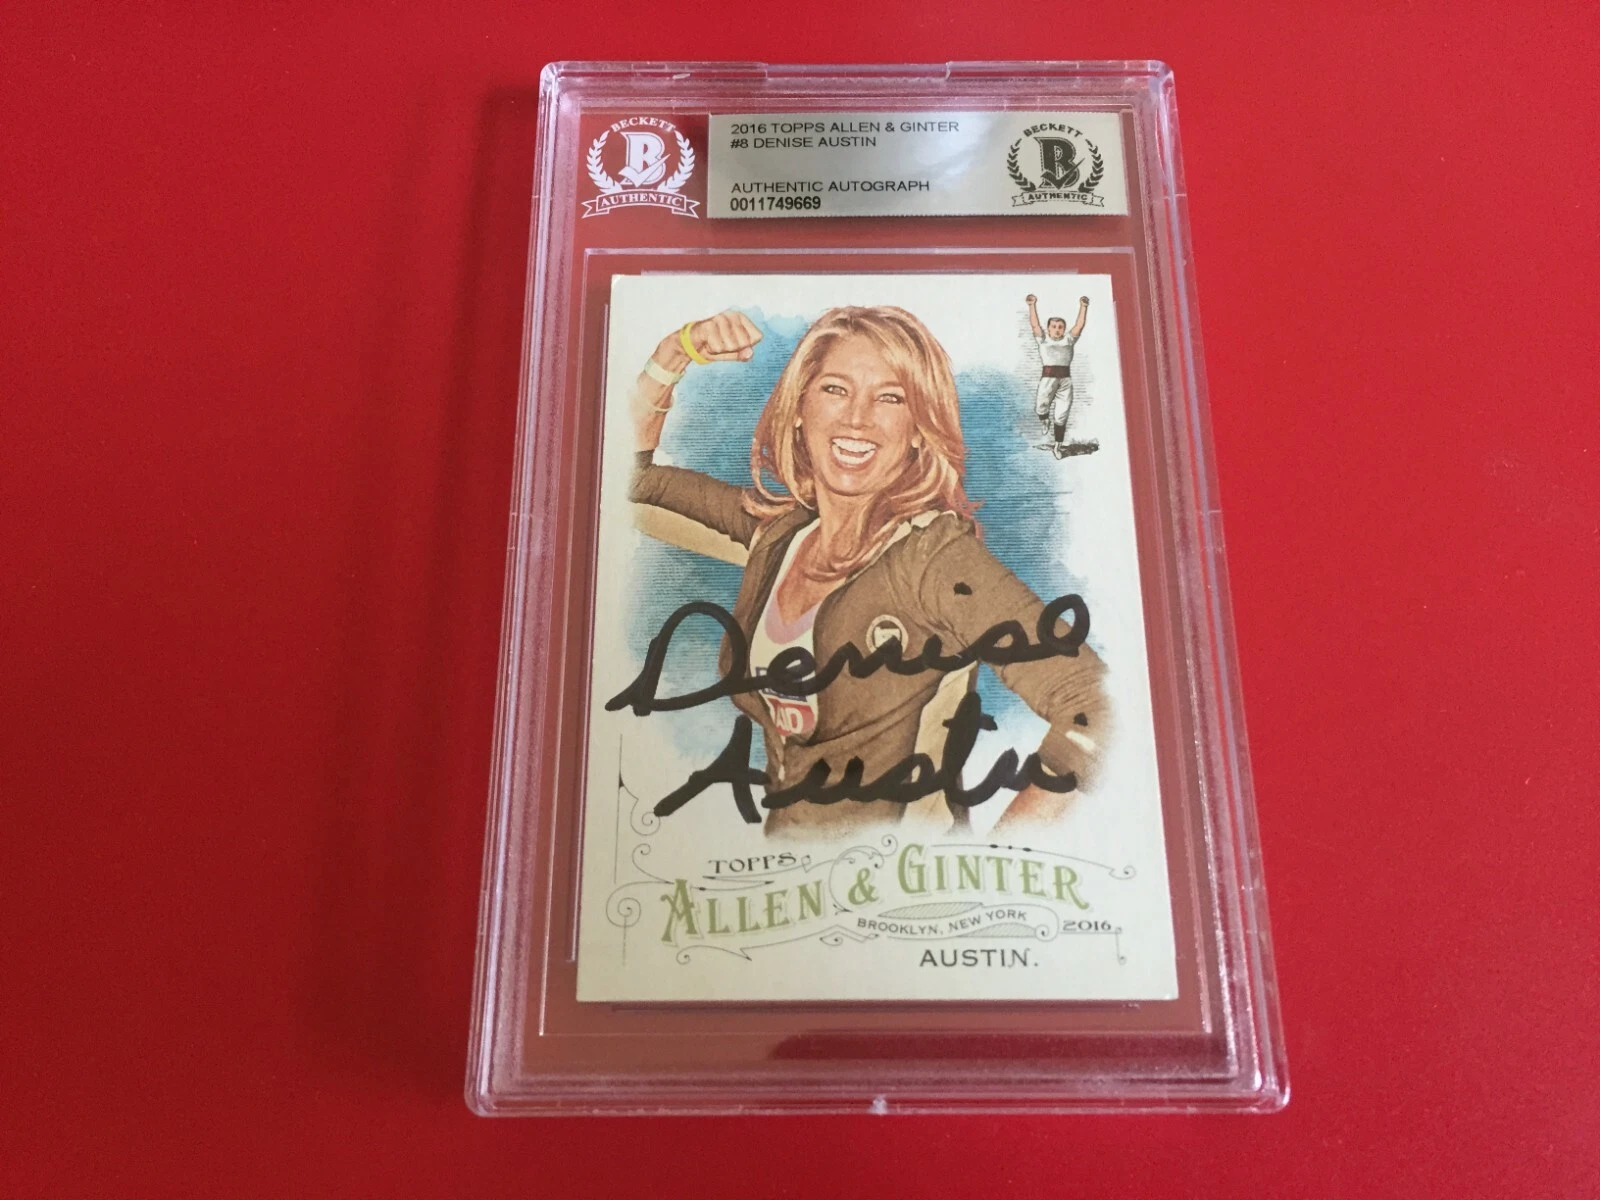 BECKETT
B
AUTHENTIC
2016 TOPPS ALLEN & GINTER
#8 DENISE AUSTIN
AUTHENTIC AUTOGRAPH
0011749669
BECKETT
B
AUTHENTIC
Denise
Austin
AID
TOPPS
ALLEN & GINTER
BROOKLYN, NEW YORK
2016
AUSTIN.